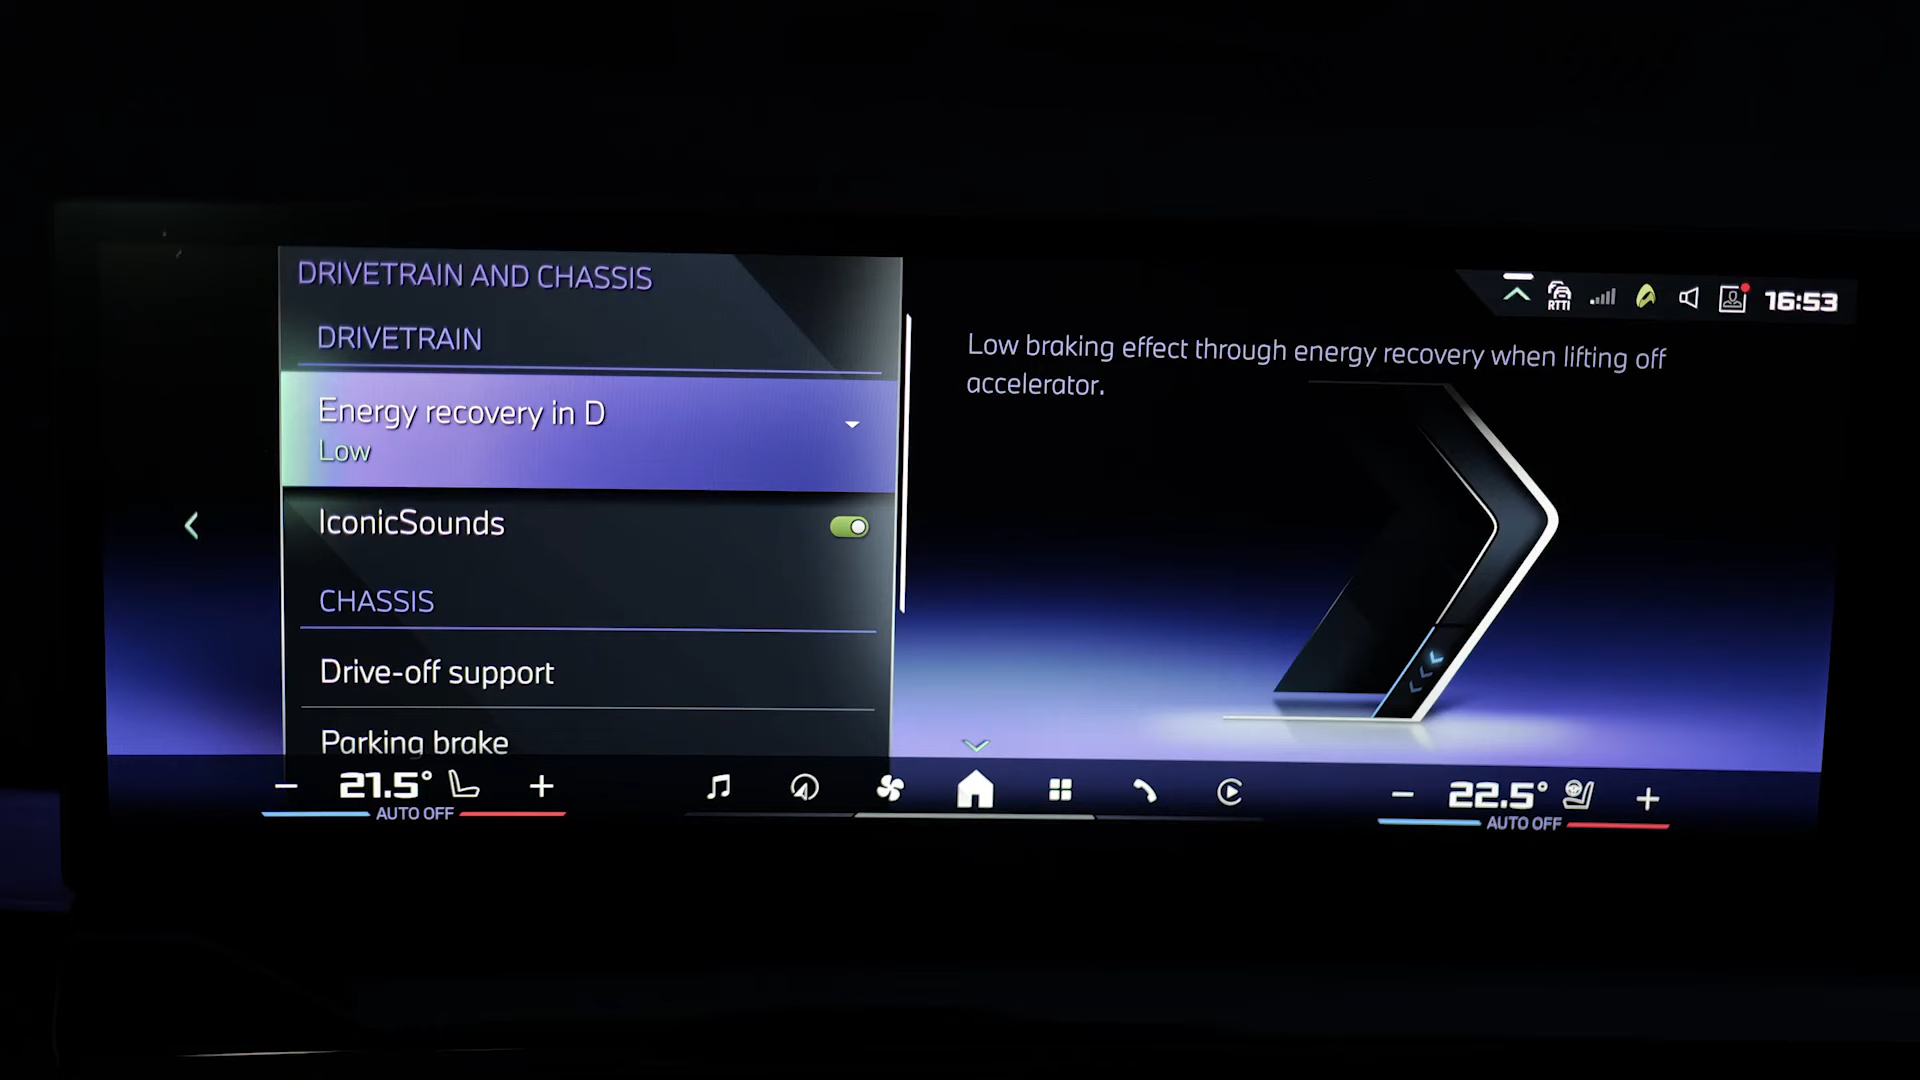 DRIVETRAIN AND CHASSIS
DRIVETRAIN
Energy recovery in D
Low
IconicSounds
CHASSIS
Drive-off support
Parking brake
RTTI
16:53
Low braking effect through energy recovery when lifting off
accelerator.
21.5°
AUTO OFF
22.5°
AUTO OFF